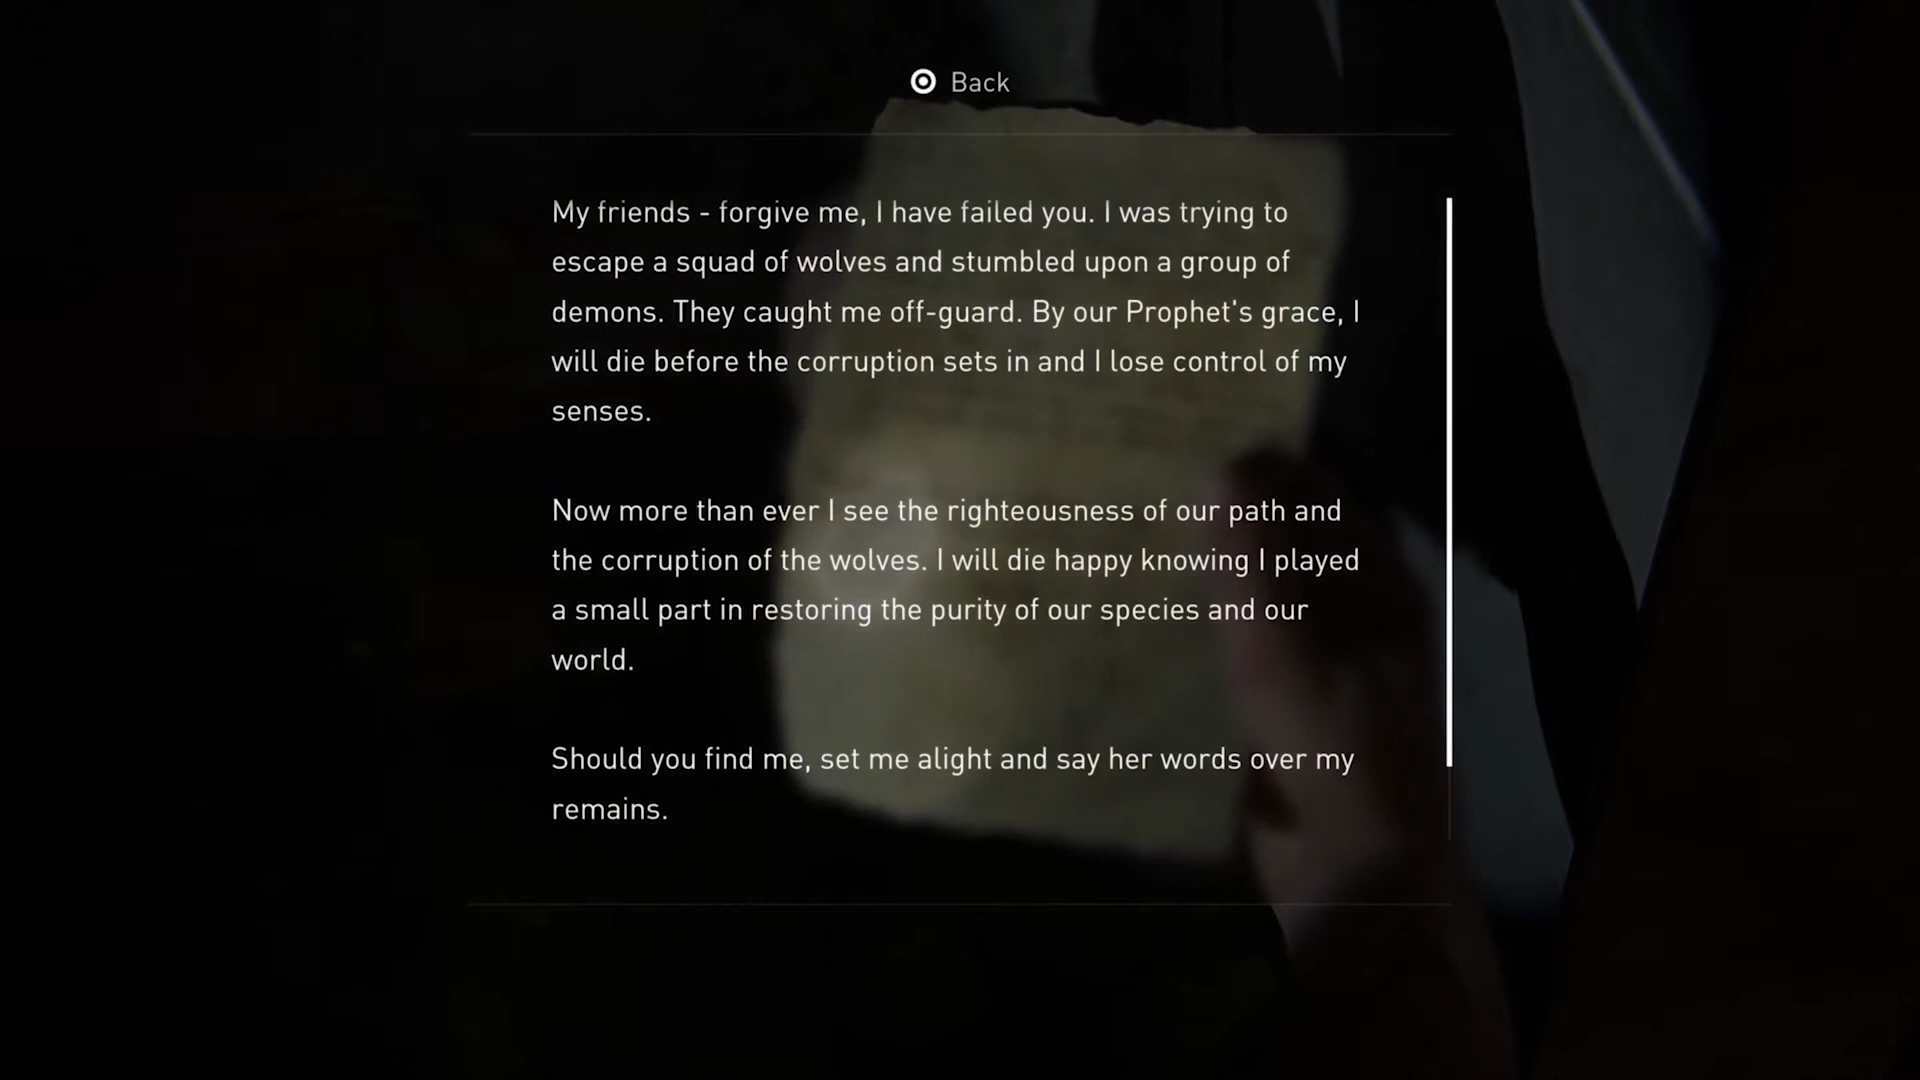 Back
My friends - forgive me, I have failed you. I was trying to
escape a squad of wolves and stumbled upon a group of
demons. They caught me off-guard. By our Prophet's grace, I
will die before the corruption sets in and I lose control of my
senses.
Now more than ever I see the righteousness of our path and
the corruption of the wolves. I will die happy knowing I played
a small part in restoring the purity of our species and our
world.
Should you find me, set me alight and say her words over my
remains.